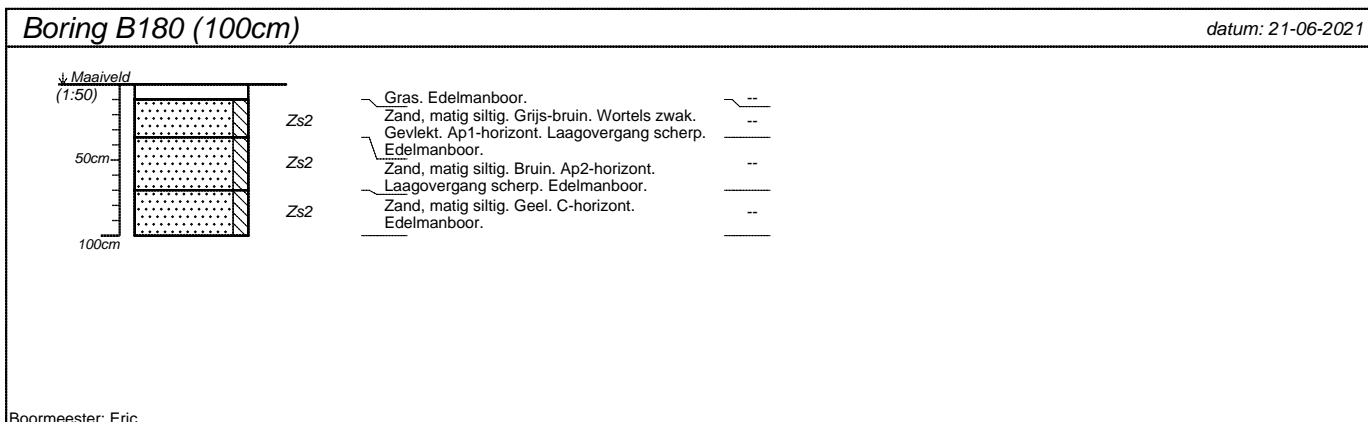 Boring B180 (100cm)
datum: 21-06-2021
Maaiveld
(1:50)
Gras. Edelmanboor.
--
Zs2
Zand, matig siltig. Grijs-bruin. Wortels zwak.
Gevlekt. Ap1-horizont. Laagovergang scherp.
Edelmanboor.
--
50cm
Zs2
Zand, matig siltig. Bruin. Ap2-horizont.
Laagovergang scherp. Edelmanboor.
--
Zs2
Zand, matig siltig. Geel. C-horizont.
Edelmanboor.
--
100cm
Boormeester: Eric